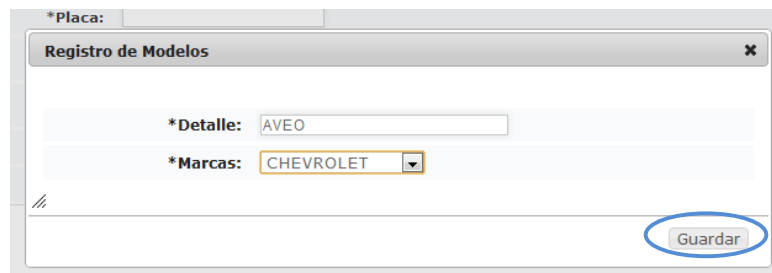 *Placa:
Registro de Modelos
*Detalle: AVEO
*Marcas: CHEVROLET
Guardar